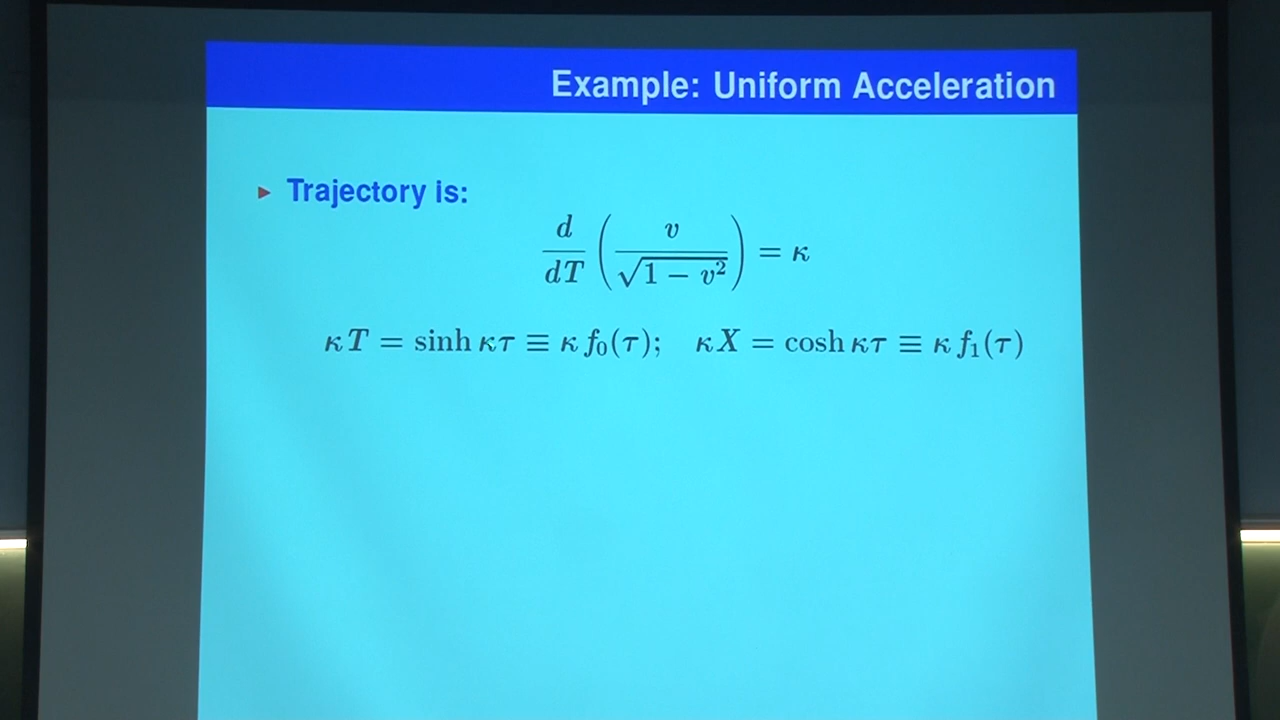 Example: Uniform Acceleration
▸ Trajectory is:
d/dT ( v / √(1 − v²) ) = κ
κT = sinh κτ ≡ κ f₀(τ);   κX = cosh κτ ≡ κ f₁(τ)